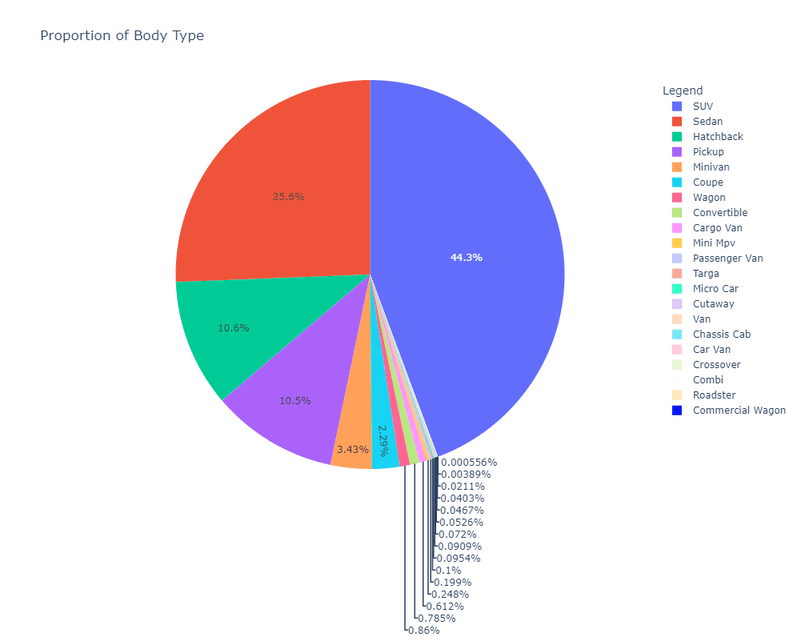 Proportion of Body Type
Legend
SUV
Sedan
Hatchback
Pickup
Minivan
Coupe
Wagon
Convertible
Cargo Van
Mini Mpv
Passenger Van
Targa
Micro Car
Cutaway
Van
Chassis Cab
Car Van
Crossover
Combi
Roadster
Commercial Wagon
25.6%
44.3%
10.6%
10.5%
3.43%
2.29%
0.000556%
0.00389%
0.0211%
0.0403%
0.0467%
0.0526%
0.072%
0.0909%
0.0954%
0.1%
0.199%
0.248%
0.612%
0.785%
0.86%